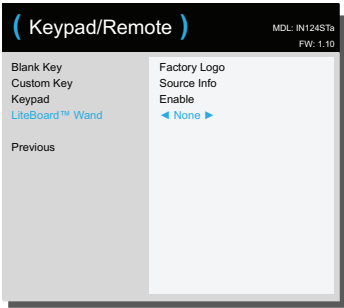 ( Keypad/Remote )
MDL: IN124STa
FW: 1.10
Blank Key Factory Logo
Custom Key Source Info
Keypad Enable
LiteBoard™ Wand ◄ None ►
Previous